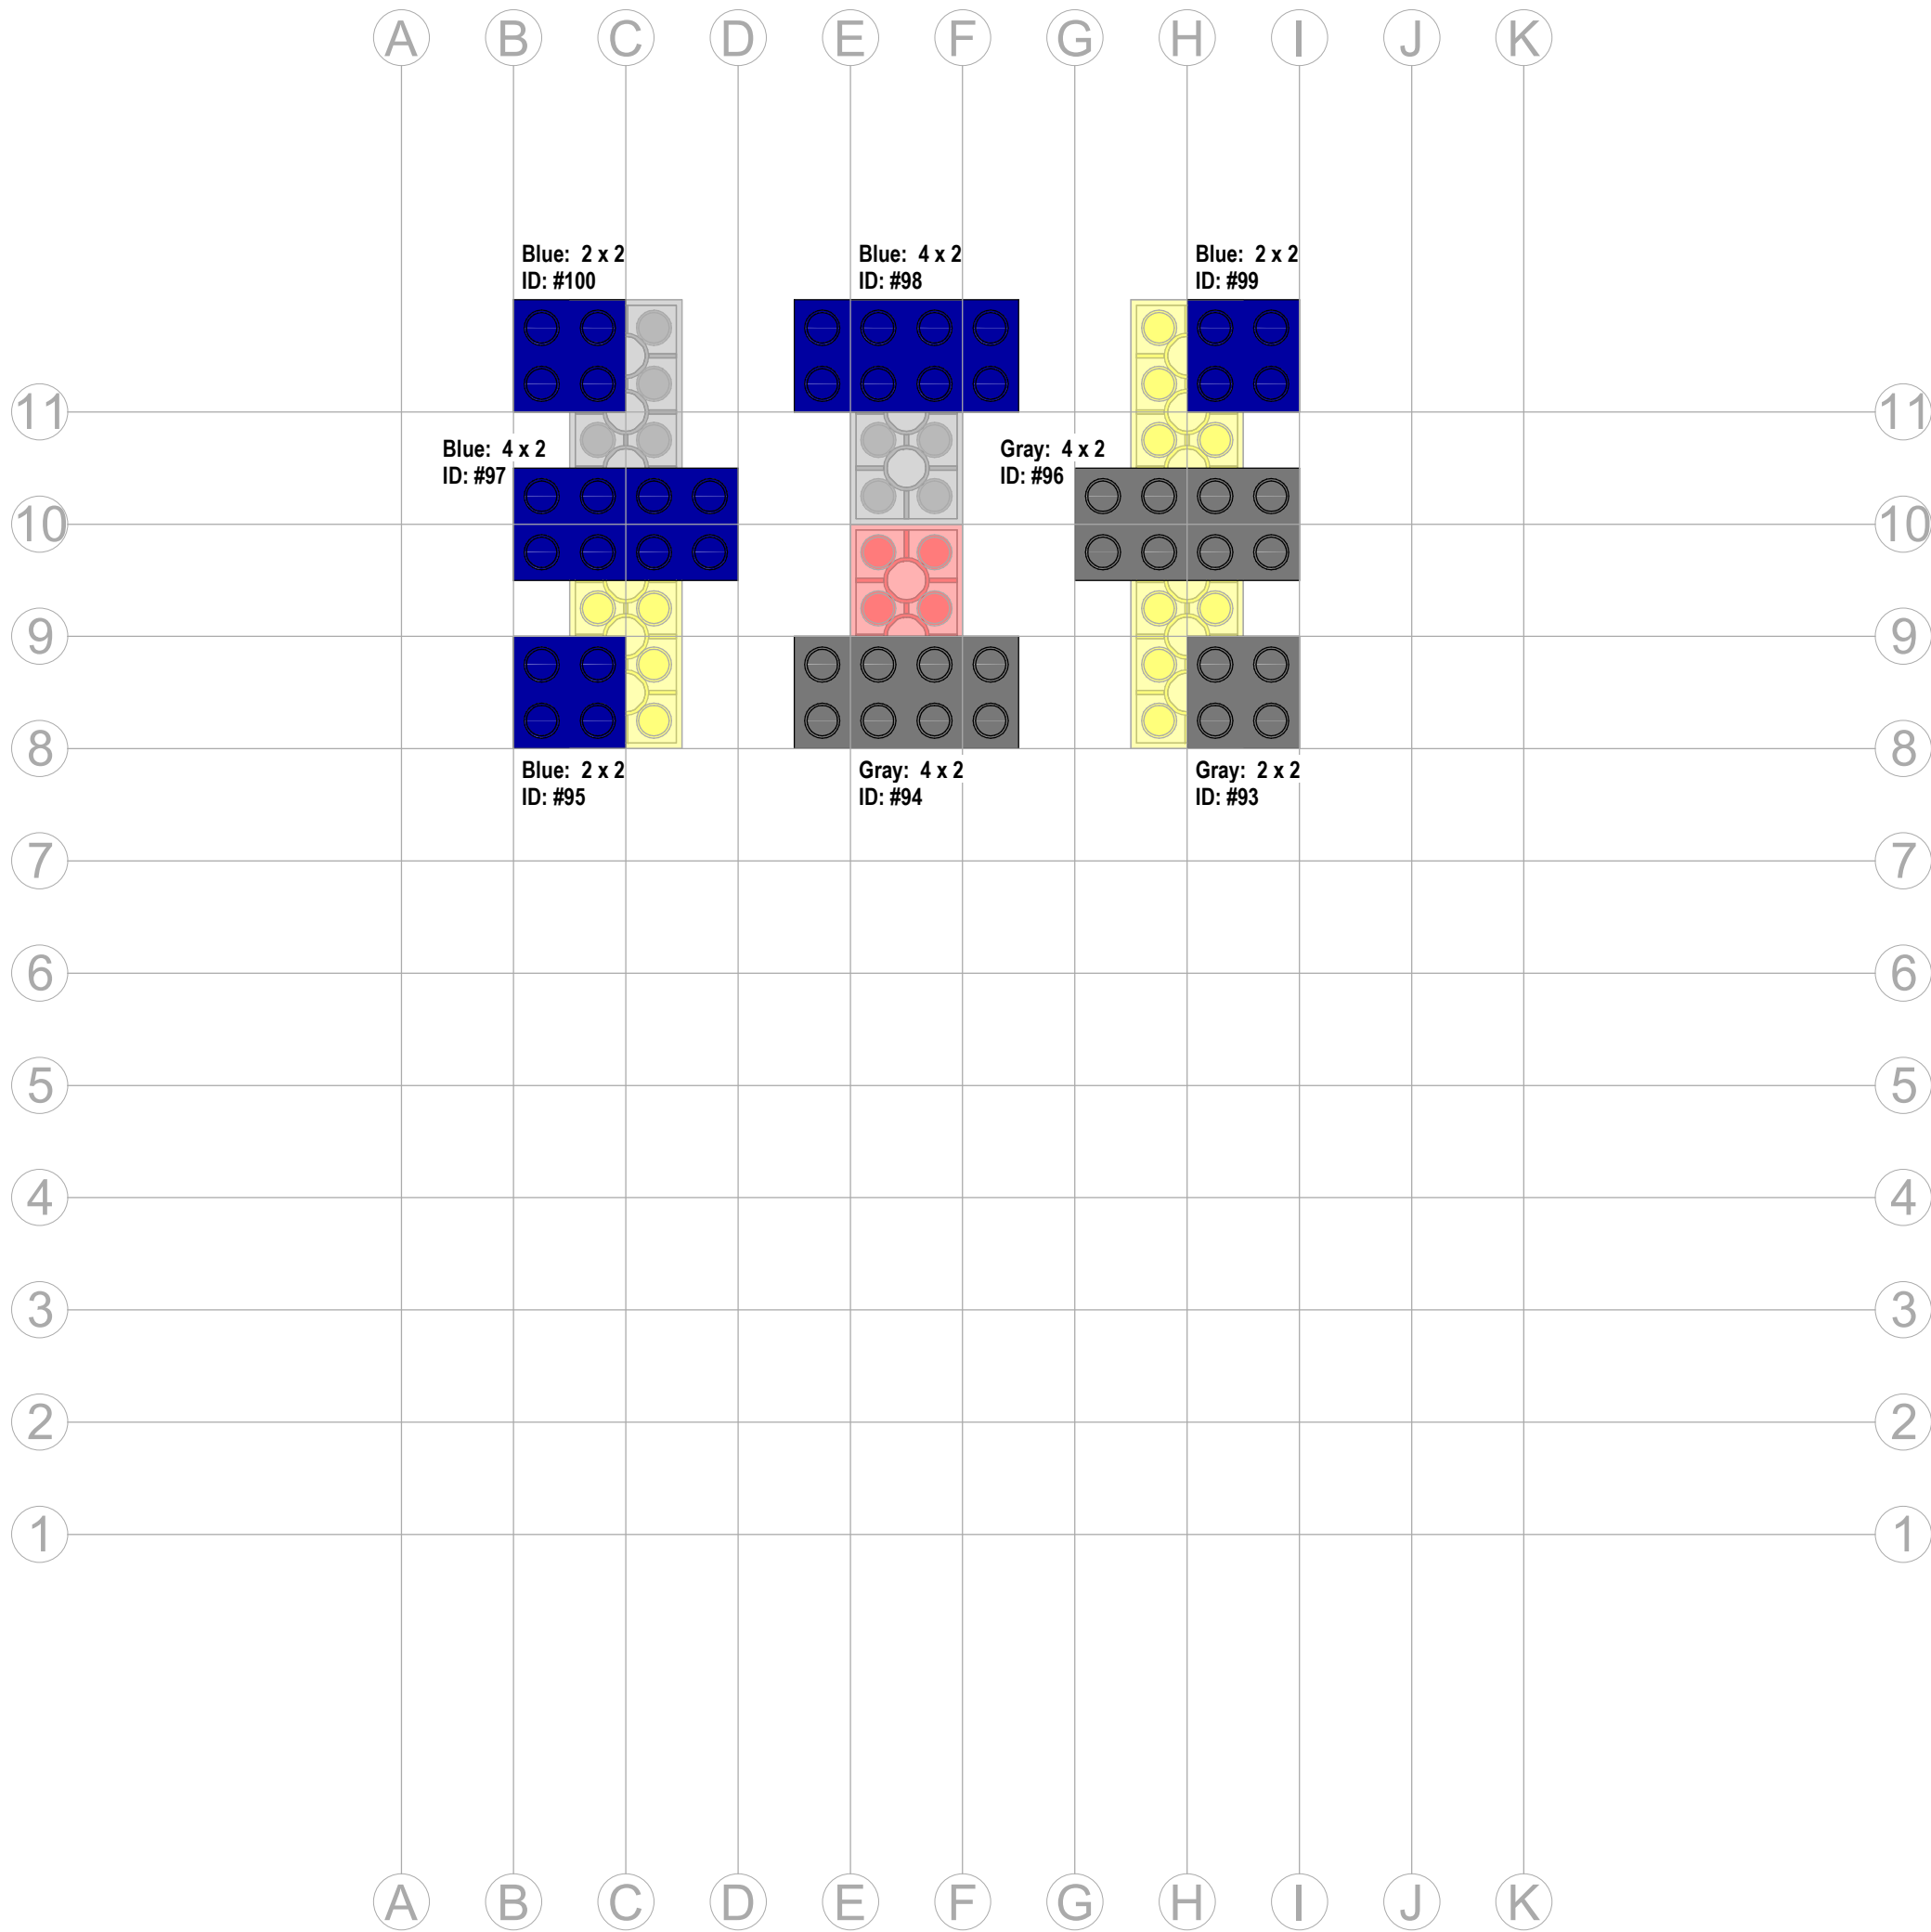 A B C D E F G H I J K
Blue: 2 x 2
ID: #100
Blue: 4 x 2
ID: #98
Blue: 2 x 2
ID: #99
11 11
Blue: 4 x 2
ID: #97
Gray: 4 x 2
ID: #96
10 10
9 9
8 8
Blue: 2 x 2
ID: #95
Gray: 4 x 2
ID: #94
Gray: 2 x 2
ID: #93
7 7
6 6
5 5
4 4
3 3
2 2
1 1
A B C D E F G H I J K